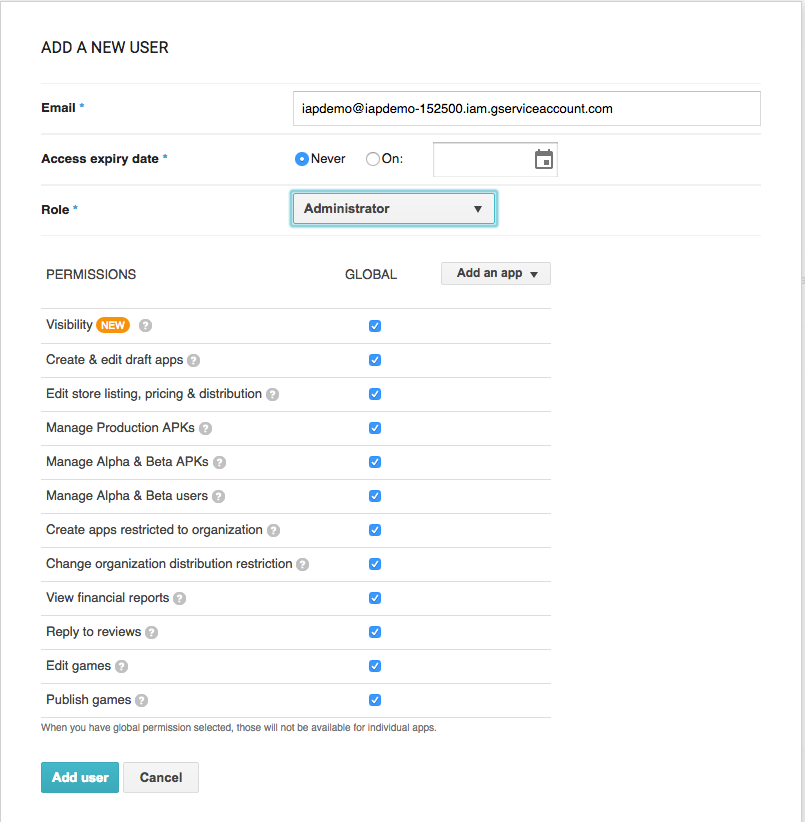 ADD A NEW USER
Email *
iapdemo@iapdemo-152500.iam.gserviceaccount.com
Access expiry date *
Never
On:
Role *
Administrator
PERMISSIONS GLOBAL Add an app
Visibility NEW ?
Create & edit draft apps ?
Edit store listing, pricing & distribution ?
Manage Production APKs ?
Manage Alpha & Beta APKs ?
Manage Alpha & Beta users ?
Create apps restricted to organization ?
Change organization distribution restriction ?
View financial reports ?
Reply to reviews ?
Edit games ?
Publish games ?
When you have global permission selected, those will not be available for individual apps.
Add user Cancel